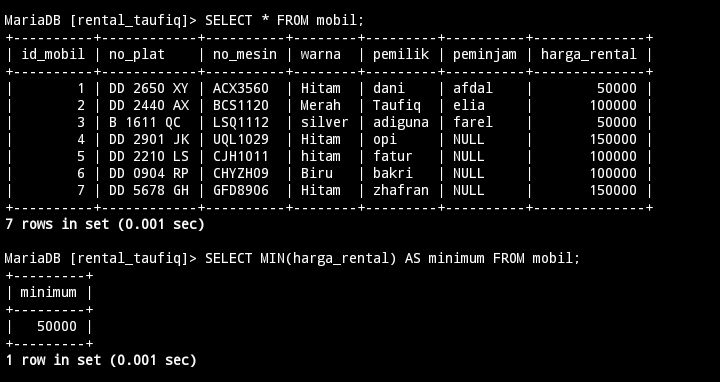 MariaDB [rental_taufiq]> SELECT * FROM mobil;
+----------+------------+----------+--------+---------+----------+--------------+
| id_mobil | no_plat    | no_mesin | warna  | pemilik | peminjam | harga_rental |
+----------+------------+----------+--------+---------+----------+--------------+
|        1 | DD 2650 XY | ACX3560  | Hitam  | dani    | afdal    |        50000 |
|        2 | DD 2440 AX | BCS1120  | Merah  | Taufiq  | elia     |       100000 |
|        3 | B 1611 QC  | LSQ1112  | silver | adiguna | farel    |        50000 |
|        4 | DD 2901 JK | UQL1029  | Hitam  | opi     | NULL     |       150000 |
|        5 | DD 2210 LS | CJH1011  | hitam  | fatur   | NULL     |       100000 |
|        6 | DD 0904 RP | CHYZH09  | Biru   | bakri   | NULL     |       100000 |
|        7 | DD 5678 GH | GFD8906  | Hitam  | zhafran | NULL     |       150000 |
+----------+------------+----------+--------+---------+----------+--------------+
7 rows in set (0.001 sec)
MariaDB [rental_taufiq]> SELECT MIN(harga_rental) AS minimum FROM mobil;
+---------+
| minimum |
+---------+
|   50000 |
+---------+
1 row in set (0.001 sec)